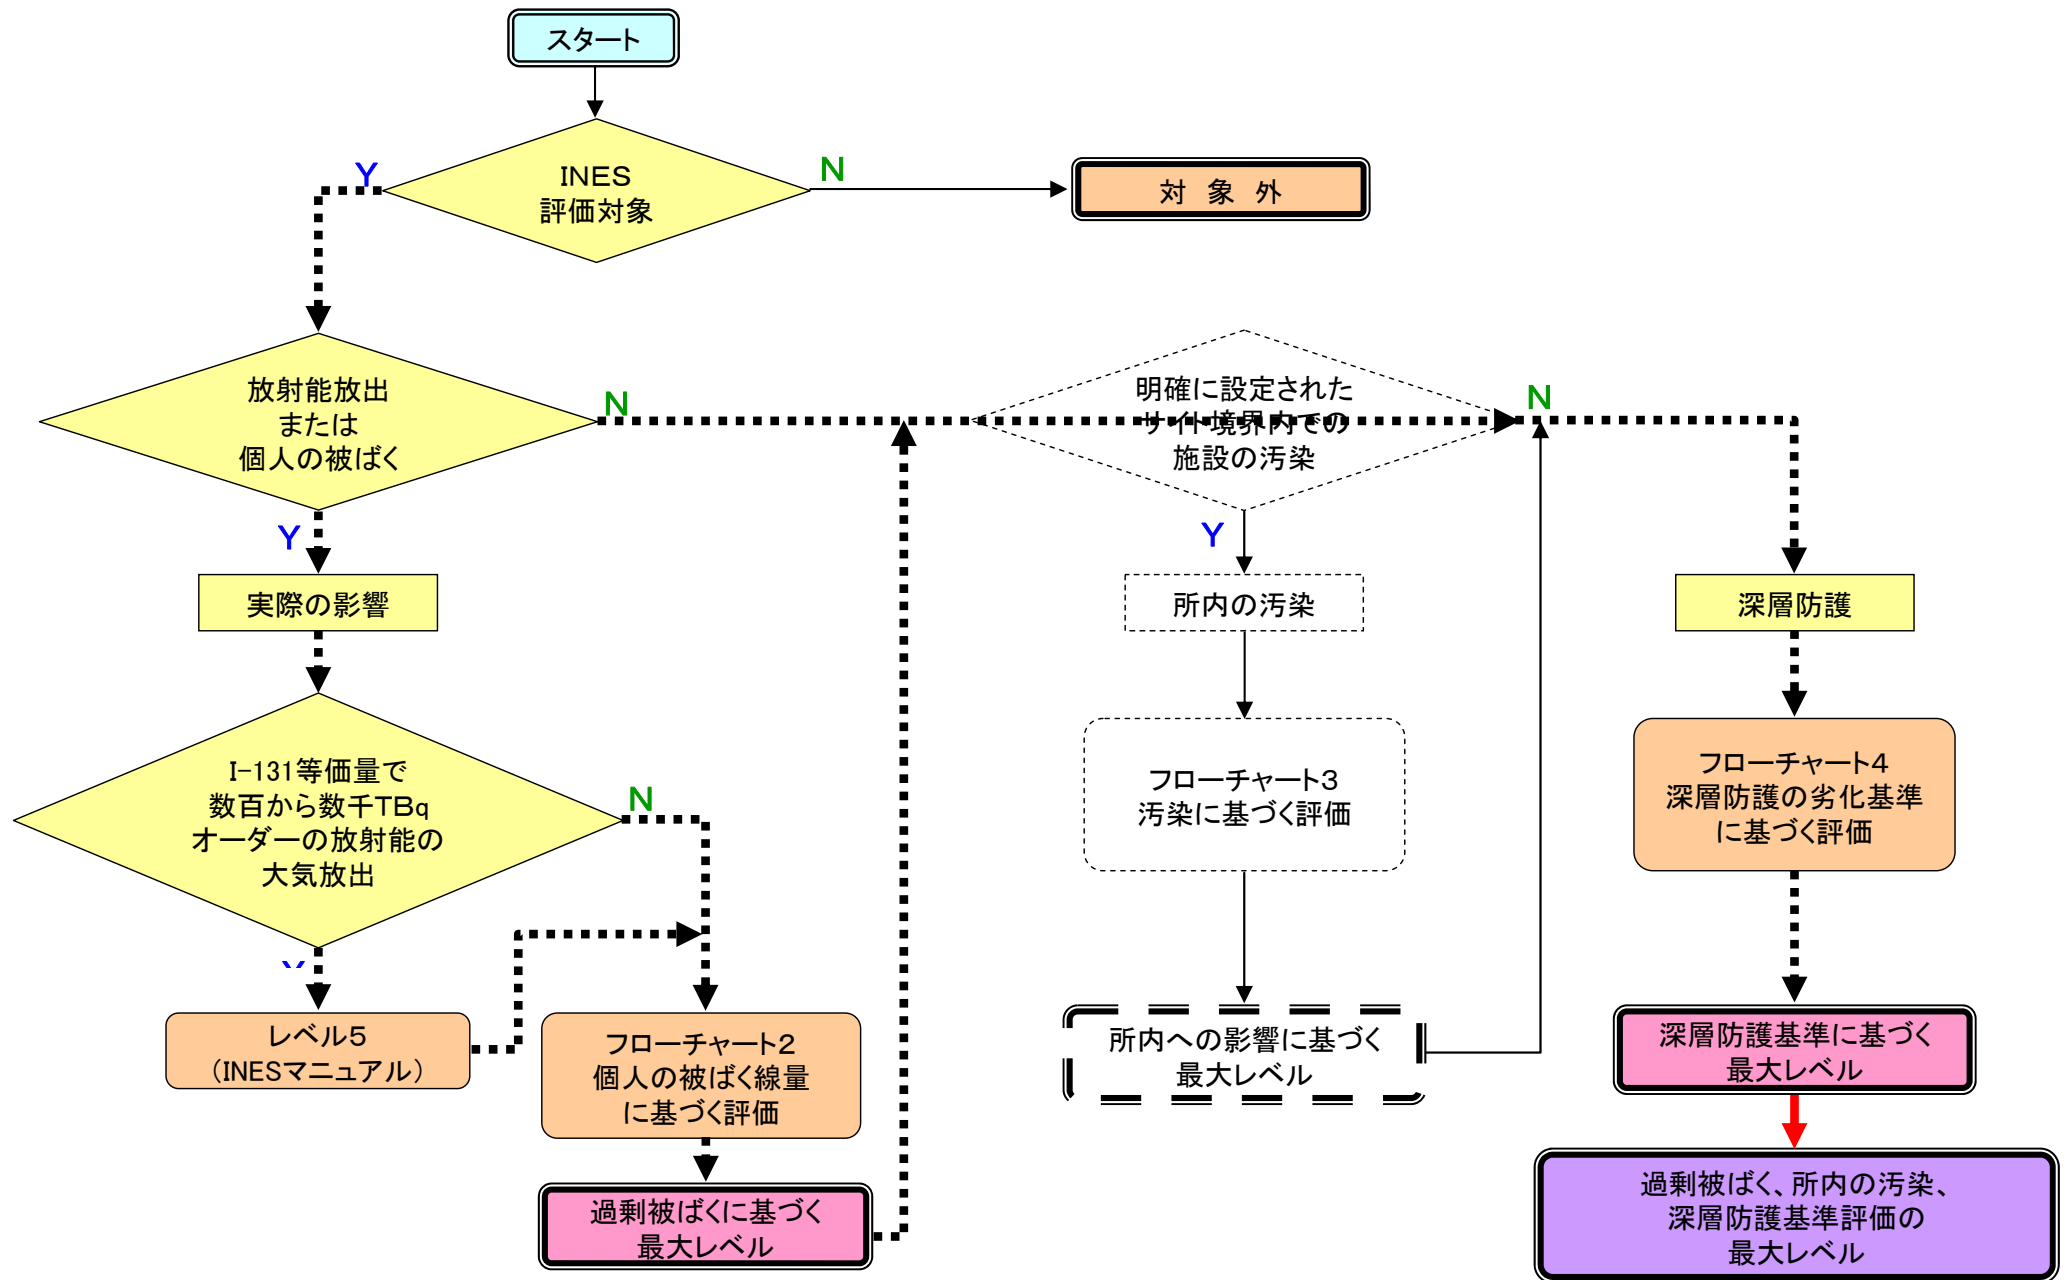 スタート
INES
評価対象
Y
N
対 象 外
放射能放出
または
個人の被ばく
N
Y
明確に設定された
サイト境界内での
施設の汚染
N
Y
実際の影響
所内の汚染
深層防護
I-131等価量で
数百から数千TBq
オーダーの放射能の
大気放出
N
Y
フローチャート3
汚染に基づく評価
フローチャート4
深層防護の劣化基準
に基づく評価
レベル5
(INESマニュアル)
フローチャート2
個人の被ばく線量
に基づく評価
所内への影響に基づく
最大レベル
深層防護基準に基づく
最大レベル
過剰被ばくに基づく
最大レベル
過剰被ばく、所内の汚染、
深層防護基準評価の
最大レベル